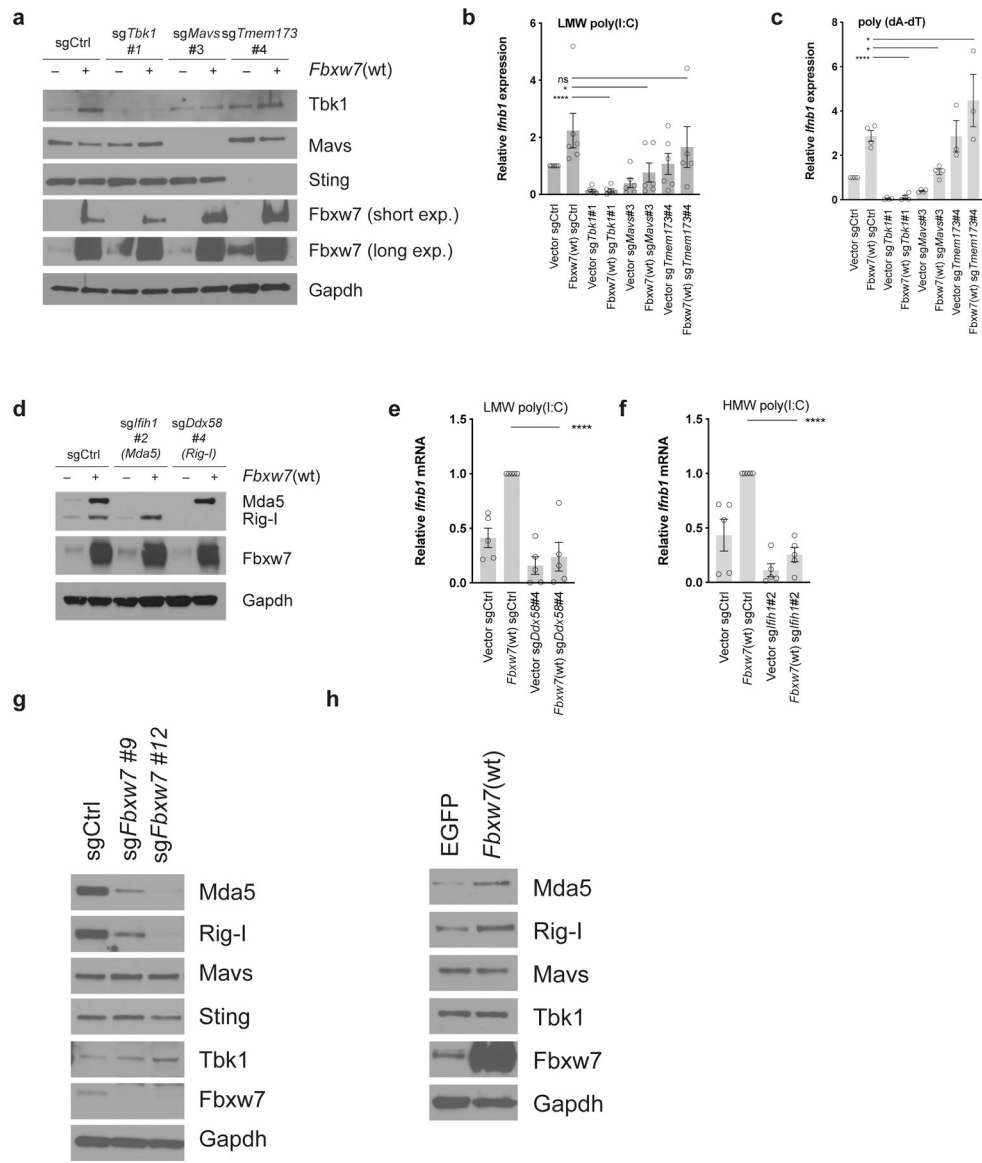 a
sgCtrl
sgTbk1
#1
sgMavs
#3
sgTmem173
#4
– + – + – + – +
Fbxw7(wt)
Tbk1
Mavs
Sting
Fbxw7 (short exp.)
Fbxw7 (long exp.)
Gapdh
b
LMW poly(I:C)
Relative Ifnb1 expression
6
4
2
0
ns
*
****
Vector sgCtrl
Fbxw7(wt) sgCtrl
Vector sgTbk1#1
Fbxw7(wt) sgTbk1#1
Vector sgMavs#3
Fbxw7(wt) sgMavs#3
Vector sgTmem173#4
Fbxw7(wt) sgTmem173#4
c
poly (dA-dT)
Relative Ifnb1 expression
8
6
4
2
0
*
*
****
Vector sgCtrl
Fbxw7(wt) sgCtrl
Vector sgTbk1#1
Fbxw7(wt) sgTbk1#1
Vector sgMavs#3
Fbxw7(wt) sgMavs#3
Vector sgTmem173#4
Fbxw7(wt) sgTmem173#4
d
sgCtrl
sgIfih1
#2
(Mda5)
sgDdx58
#4
(Rig-I)
– + – + – +
Fbxw7(wt)
Mda5
Rig-I
Fbxw7
Gapdh
e
LMW poly(I:C)
Relative Ifnb1 mRNA
1.5
1.0
0.5
0.0
****
Vector sgCtrl
Fbxw7(wt) sgCtrl
Vector sgDdx58#4
Fbxw7(wt) sgDdx58#4
f
HMW poly(I:C)
Relative Ifnb1 mRNA
1.5
1.0
0.5
0.0
****
Vector sgCtrl
Fbxw7(wt) sgCtrl
Vector sgIfih1#2
Fbxw7(wt) sgIfih1#2
g
sgCtrl
sgFbxw7 #9
sgFbxw7 #12
Mda5
Rig-I
Mavs
Sting
Tbk1
Fbxw7
Gapdh
h
EGFP
Fbxw7(wt)
Mda5
Rig-I
Mavs
Tbk1
Fbxw7
Gapdh